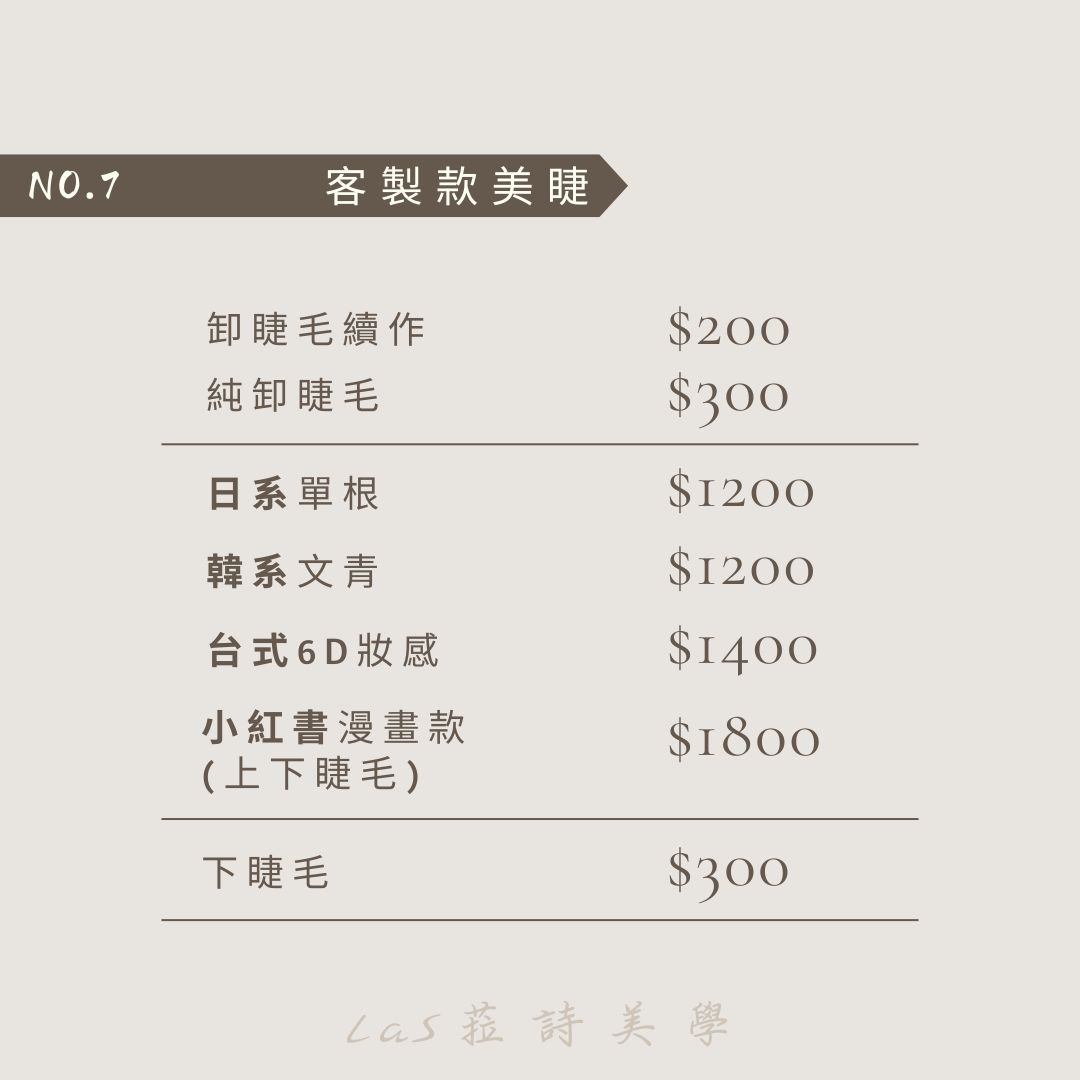 NO.7 客製款美睫
卸睫毛續作 $200
純卸睫毛 $300
日系單根 $1200
韓系文青 $1200
台式6D妝感 $1400
小紅書漫畫款 $1800
(上下睫毛)
下睫毛 $300
LaS菈詩美學